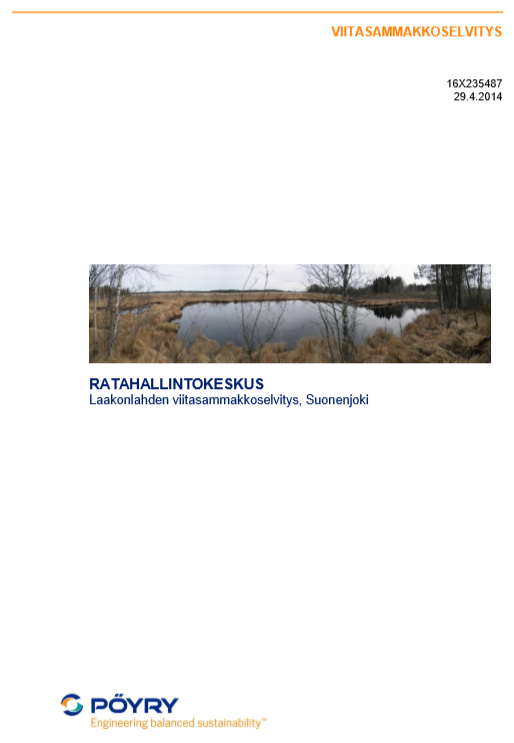 VIITASAMMAKKOSELVITYS
16X235487
29.4.2014
RATAHALLINTOKESKUS
Laakonlahden viitasammakkoselvitys, Suonenjoki
PÖYRY
Engineering balanced sustainability™